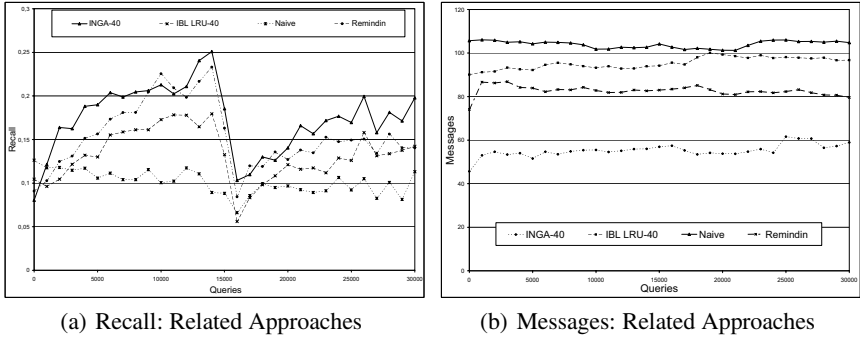 0,3
0,25
0,2
0,15
0,1
0,05
0
Recall
INGA-40 IBL LRU-40 Naive Remindin
0 5000 10000 15000 20000 25000 30000
Queries
(a) Recall: Related Approaches
120
100
80
60
40
20
0
Messages
INGA-40 IBL LRU-40 Naive Remindin
0 5000 10000 15000 20000 25000 30000
Queries
(b) Messages: Related Approaches